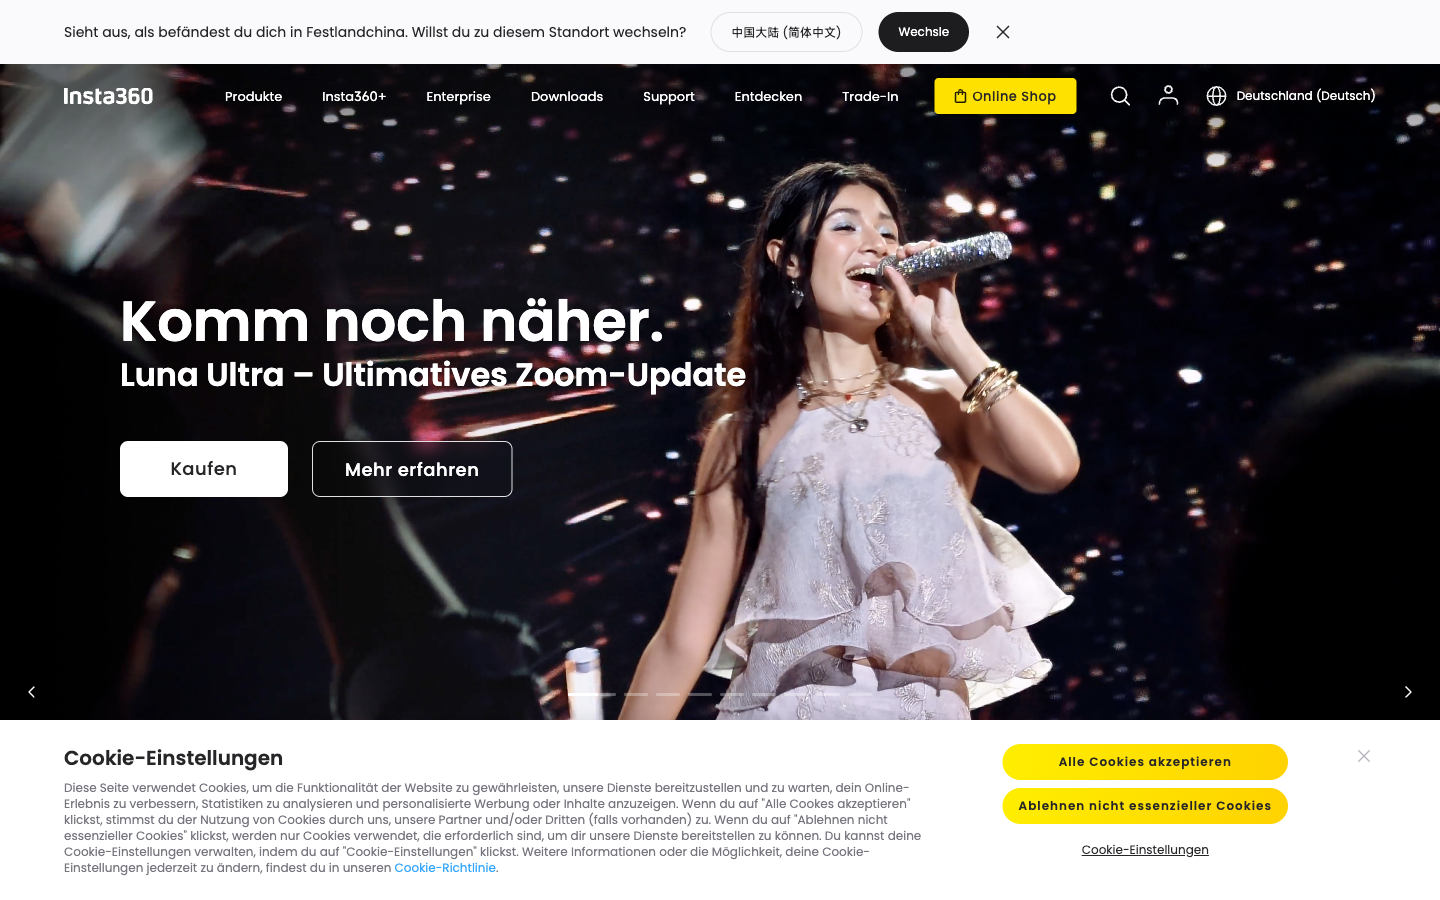 Sieht aus, als befändest du dich in Festlandchina. Willst du zu diesem Standort wechseln?
中国大陆 (简体中文)
Wechsle
Insta360
Produkte
Insta360+
Enterprise
Downloads
Support
Entdecken
Trade-In
Online Shop
Deutschland (Deutsch)
Komm noch näher.
Luna Ultra – Ultimatives Zoom-Update
Kaufen
Mehr erfahren
Cookie-Einstellungen
Diese Seite verwendet Cookies, um die Funktionalität der Website zu gewährleisten, unsere Dienste bereitzustellen und zu warten, dein Online-
Erlebnis zu verbessern, Statistiken zu analysieren und personalisierte Werbung oder Inhalte anzuzeigen. Wenn du auf "Alle Cookes akzeptieren"
klickst, stimmst du der Nutzung von Cookies durch uns, unsere Partner und/oder Dritten (falls vorhanden) zu. Wenn du auf "Ablehnen nicht
essenzieller Cookies" klickst, werden nur Cookies verwendet, die erforderlich sind, um dir unsere Dienste bereitstellen zu können. Du kannst deine
Cookie-Einstellungen verwalten, indem du auf "Cookie-Einstellungen" klickst. Weitere Informationen oder die Möglichkeit, deine Cookie-
Einstellungen jederzeit zu ändern, findest du in unseren Cookie-Richtlinie.
Alle Cookies akzeptieren
Ablehnen nicht essenzieller Cookies
Cookie-Einstellungen